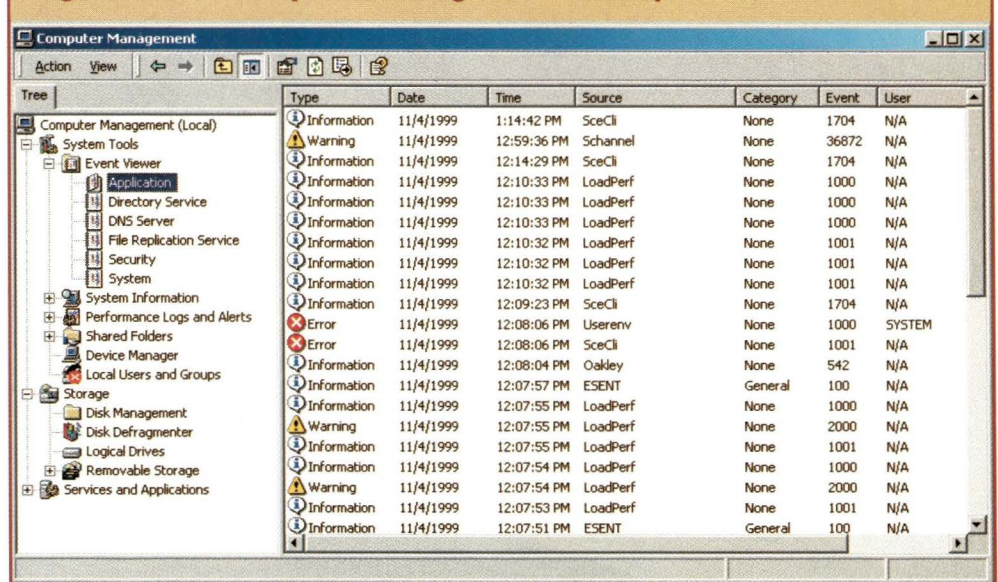 Computer Management
Action View
Tree
Type Date Time Source Category Event User
Computer Management (Local)
System Tools
Event Viewer
Application
Directory Service
DNS Server
File Replication Service
Security
System
System Information
Performance Logs and Alerts
Shared Folders
Device Manager
Local Users and Groups
Storage
Disk Management
Disk Defragmenter
Logical Drives
Removable Storage
Services and Applications
Information 11/4/1999 1:14:42 PM SceCli None 1704 N/A
Warning 11/4/1999 12:59:36 PM Schannel None 36872 N/A
Information 11/4/1999 12:14:29 PM SceCli None 1704 N/A
Information 11/4/1999 12:10:33 PM LoadPerf None 1000 N/A
Information 11/4/1999 12:10:33 PM LoadPerf None 1000 N/A
Information 11/4/1999 12:10:33 PM LoadPerf None 1000 N/A
Information 11/4/1999 12:10:32 PM LoadPerf None 1001 N/A
Information 11/4/1999 12:10:32 PM LoadPerf None 1001 N/A
Information 11/4/1999 12:10:32 PM LoadPerf None 1001 N/A
Information 11/4/1999 12:09:23 PM SceCli None 1704 N/A
Error 11/4/1999 12:08:06 PM Userenv None 1000 SYSTEM
Error 11/4/1999 12:08:06 PM SceCli None 1001 N/A
Information 11/4/1999 12:08:04 PM Oakley None 542 N/A
Information 11/4/1999 12:07:57 PM ESENT General 100 N/A
Information 11/4/1999 12:07:55 PM LoadPerf None 1000 N/A
Warning 11/4/1999 12:07:55 PM LoadPerf None 2000 N/A
Information 11/4/1999 12:07:55 PM LoadPerf None 1001 N/A
Information 11/4/1999 12:07:54 PM LoadPerf None 1000 N/A
Warning 11/4/1999 12:07:54 PM LoadPerf None 2000 N/A
Information 11/4/1999 12:07:53 PM LoadPerf None 1001 N/A
Information 11/4/1999 12:07:51 PM ESENT General 100 N/A